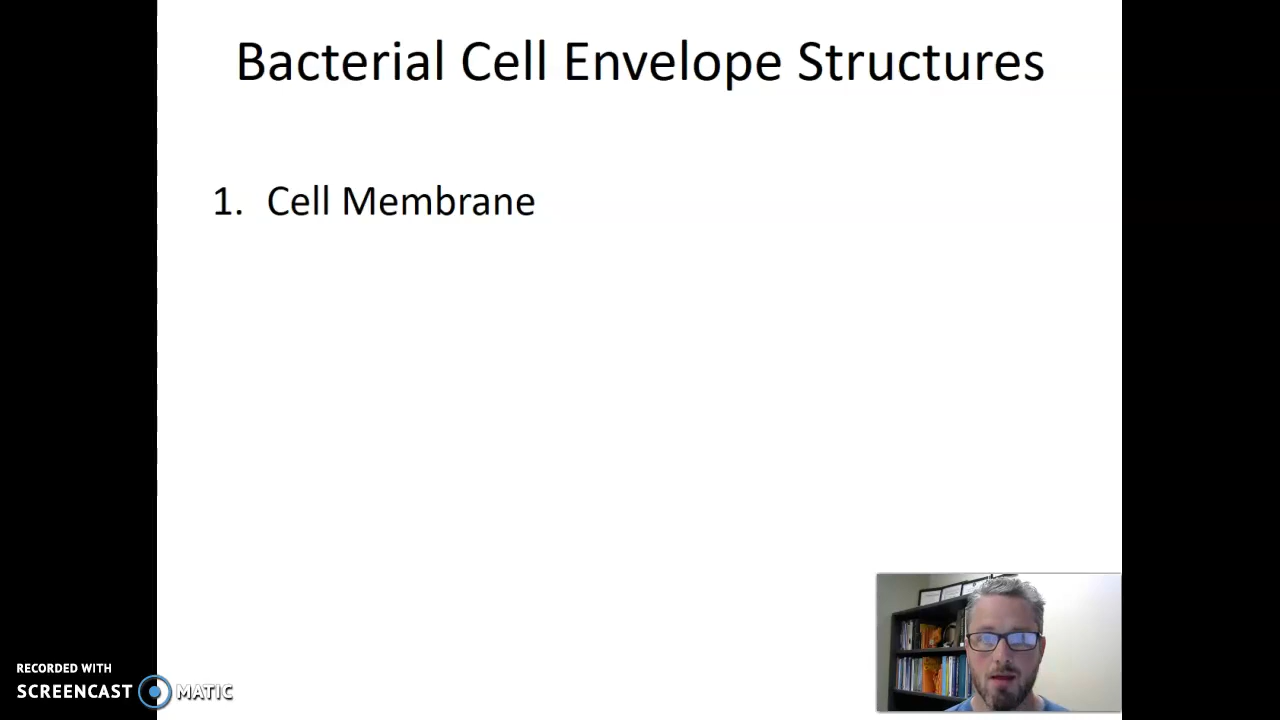 Bacterial Cell Envelope Structures
1. Cell Membrane
RECORDED WITH
SCREENCAST MATIC